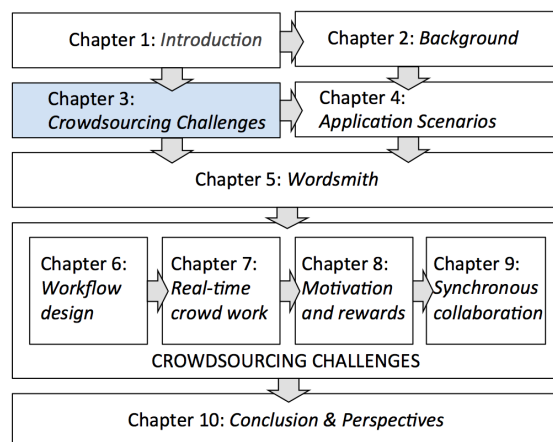 Chapter 1: Introduction
Chapter 2: Background
Chapter 3:
Crowdsourcing Challenges
Chapter 4:
Application Scenarios
Chapter 5: Wordsmith
Chapter 6:
Workflow
design
Chapter 7:
Real-time
crowd work
Chapter 8:
Motivation
and rewards
Chapter 9:
Synchronous
collaboration
CROWDSOURCING CHALLENGES
Chapter 10: Conclusion & Perspectives